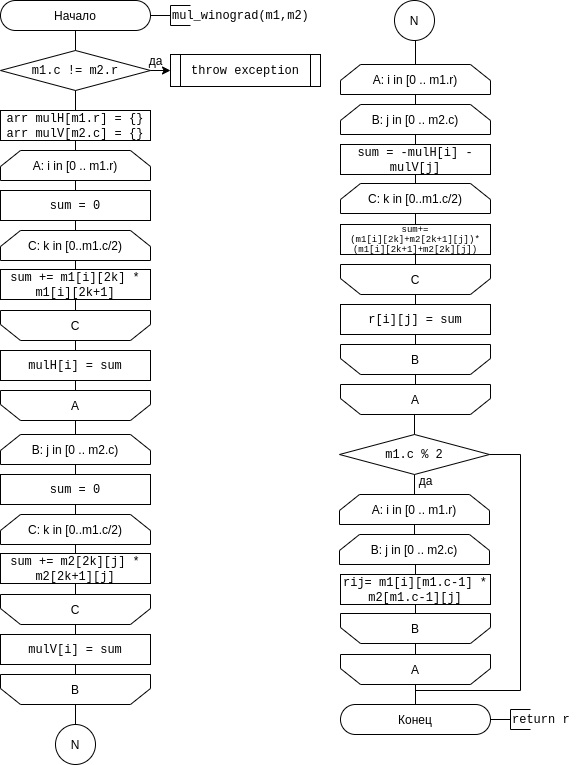 Начало
mul_winograd(m1,m2)
да
m1.c != m2.r
throw exception
arr mulH[m1.r] = {}
arr mulV[m2.c] = {}
A: i in [0 .. m1.r)
sum = 0
C: k in [0..m1.c/2)
sum += m1[i][2k] *
m1[i][2k+1]
C
mulH[i] = sum
A
B: j in [0 .. m2.c)
sum = 0
C: k in [0..m1.c/2)
sum += m2[2k][j] *
m2[2k+1][j]
C
mulV[i] = sum
B
N
N
A: i in [0 .. m1.r)
B: j in [0 .. m2.c)
sum = -mulH[i] -
mulV[j]
C: k in [0..m1.c/2)
sum+=
(m1[i][2k]+m2[2k+1][j])*
(m1[i][2k+1]+m2[2k][j])
C
r[i][j] = sum
B
A
m1.c % 2
да
A: i in [0 .. m1.r)
B: j in [0 .. m2.c)
rij= m1[i][m1.c-1] *
m2[m1.c-1][j]
B
A
Конец
return r